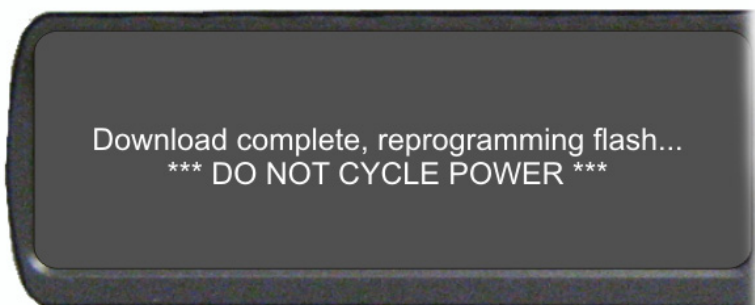 Download complete, reprogramming flash...
*** DO NOT CYCLE POWER ***